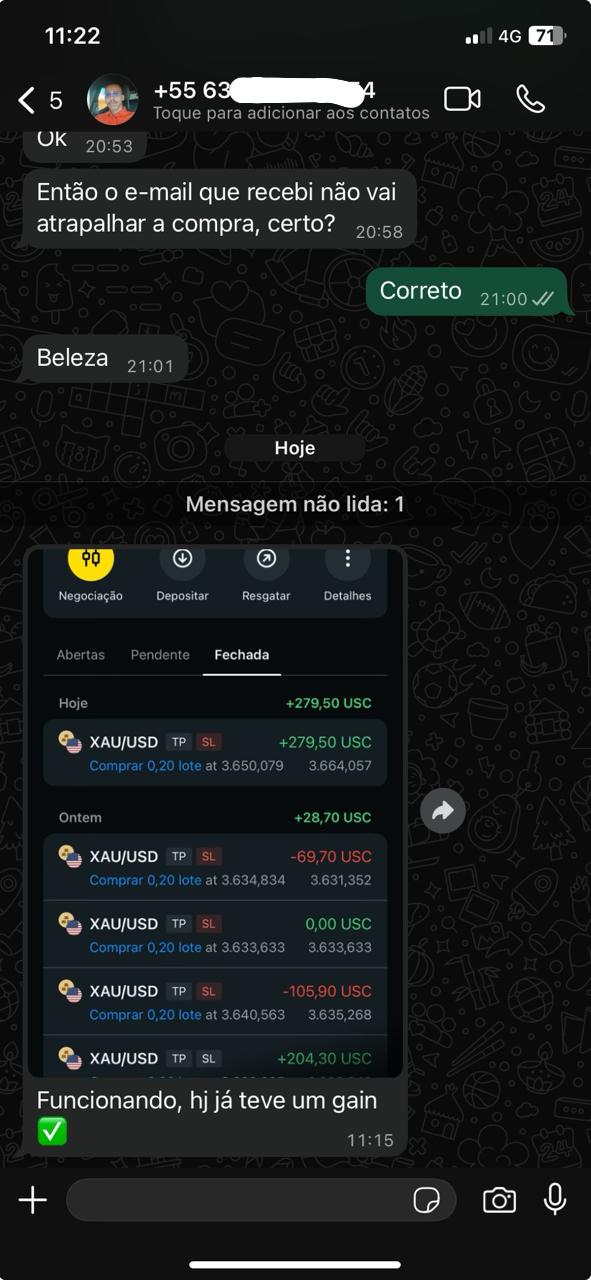 11:22
4G 71
5
+55 63 4
Toque para adicionar aos contatos
Ok 20:53
Então o e-mail que recebi não vai
atrapalhar a compra, certo? 20:58
Correto 21:00
Beleza 21:01
Hoje
Mensagem não lida: 1
Negociação Depositar Resgatar Detalhes
Abertas Pendente Fechada
Hoje +279,50 USC
XAU/USD TP SL +279,50 USC
Comprar 0,20 lote at 3.650,079 3.664,057
Ontem +28,70 USC
XAU/USD TP SL -69,70 USC
Comprar 0,20 lote at 3.634,834 3.631,352
XAU/USD TP SL 0,00 USC
Comprar 0,20 lote at 3.633,633 3.633,633
XAU/USD TP SL -105,90 USC
Comprar 0,20 lote at 3.640,563 3.635,268
XAU/USD TP SL +204,30 USC
Funcionando, hj já teve um gain
✅ 11:15